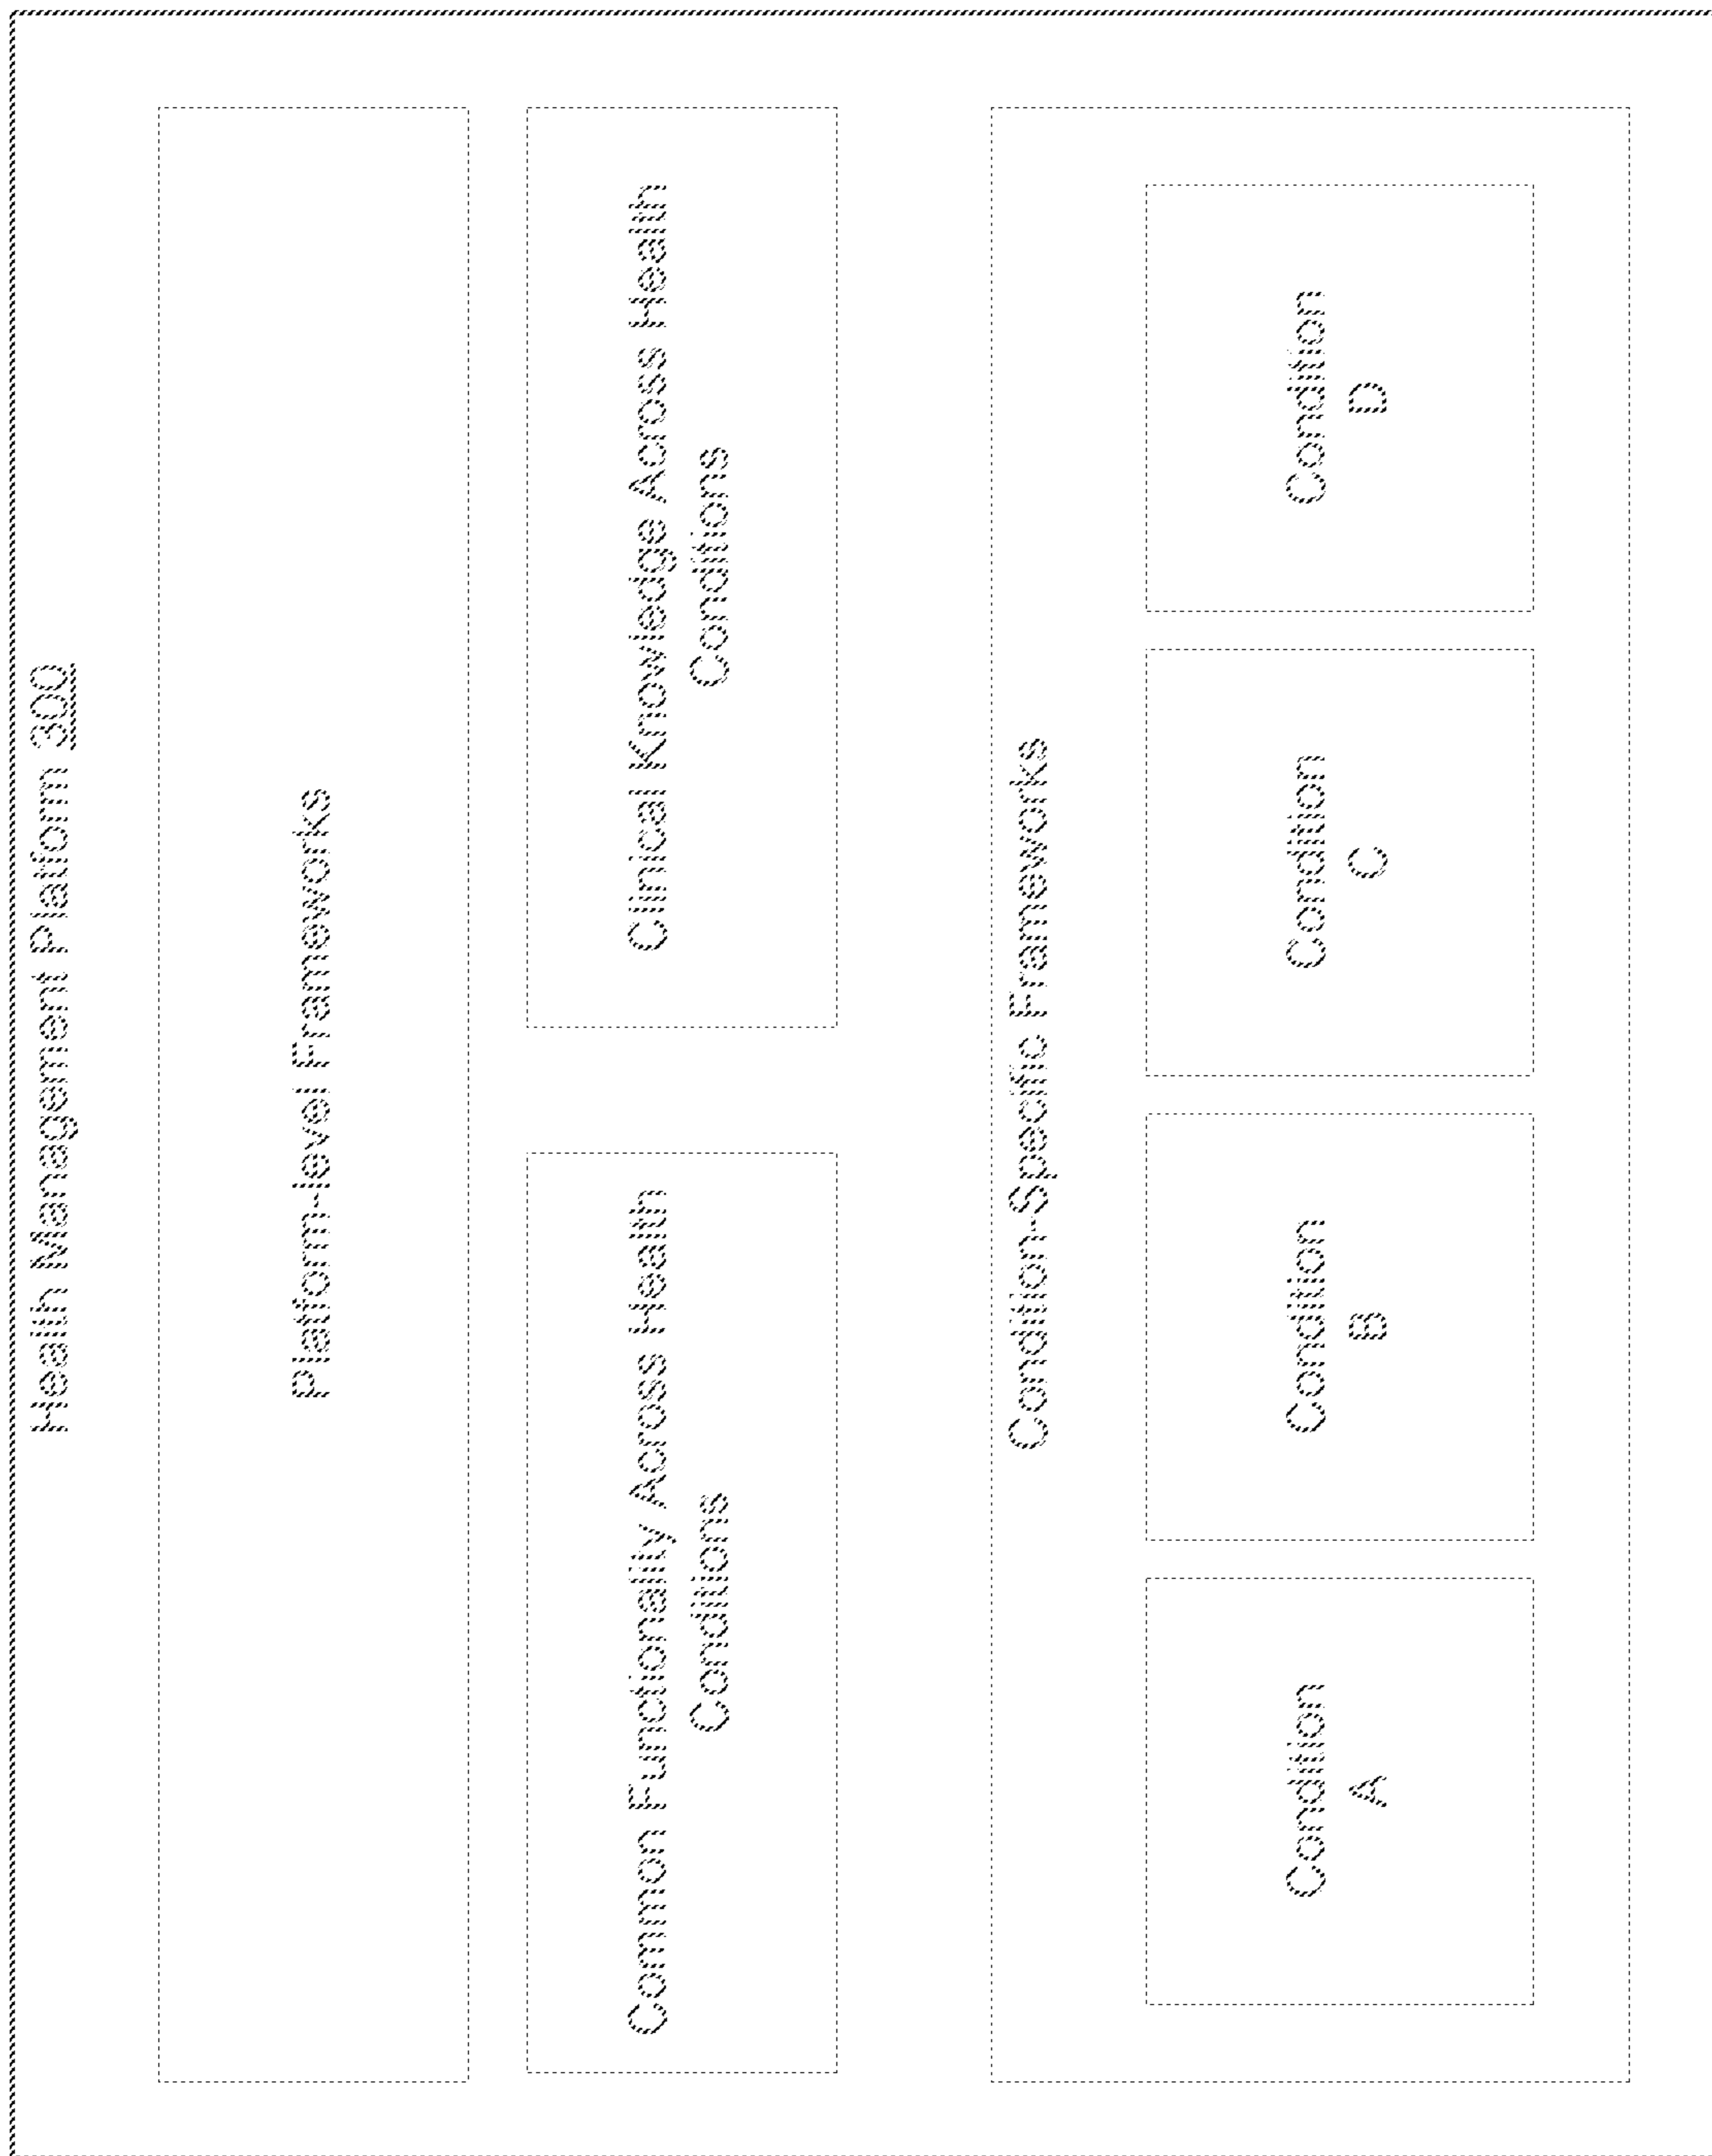 Health Management Platform 300
Platform-level Frameworks
Common Functionality Across Health
Conditions
Clinical Knowledge Across Health
Conditions
Condition-Specific Frameworks
Condition
A
Condition
B
Condition
C
Condition
D